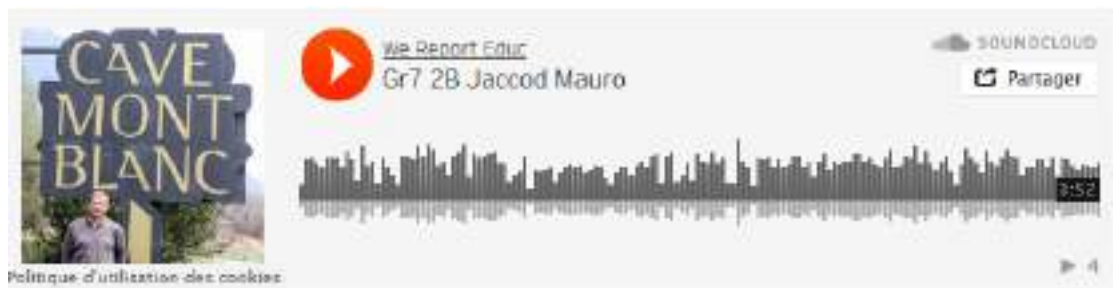 CAVE
MONT
BLANC
We Report Educ
Gr7 2B Jaccod Mauro
SOUNDCLOUD
Partager
3:52
4
Politique d'utilisation des cookies